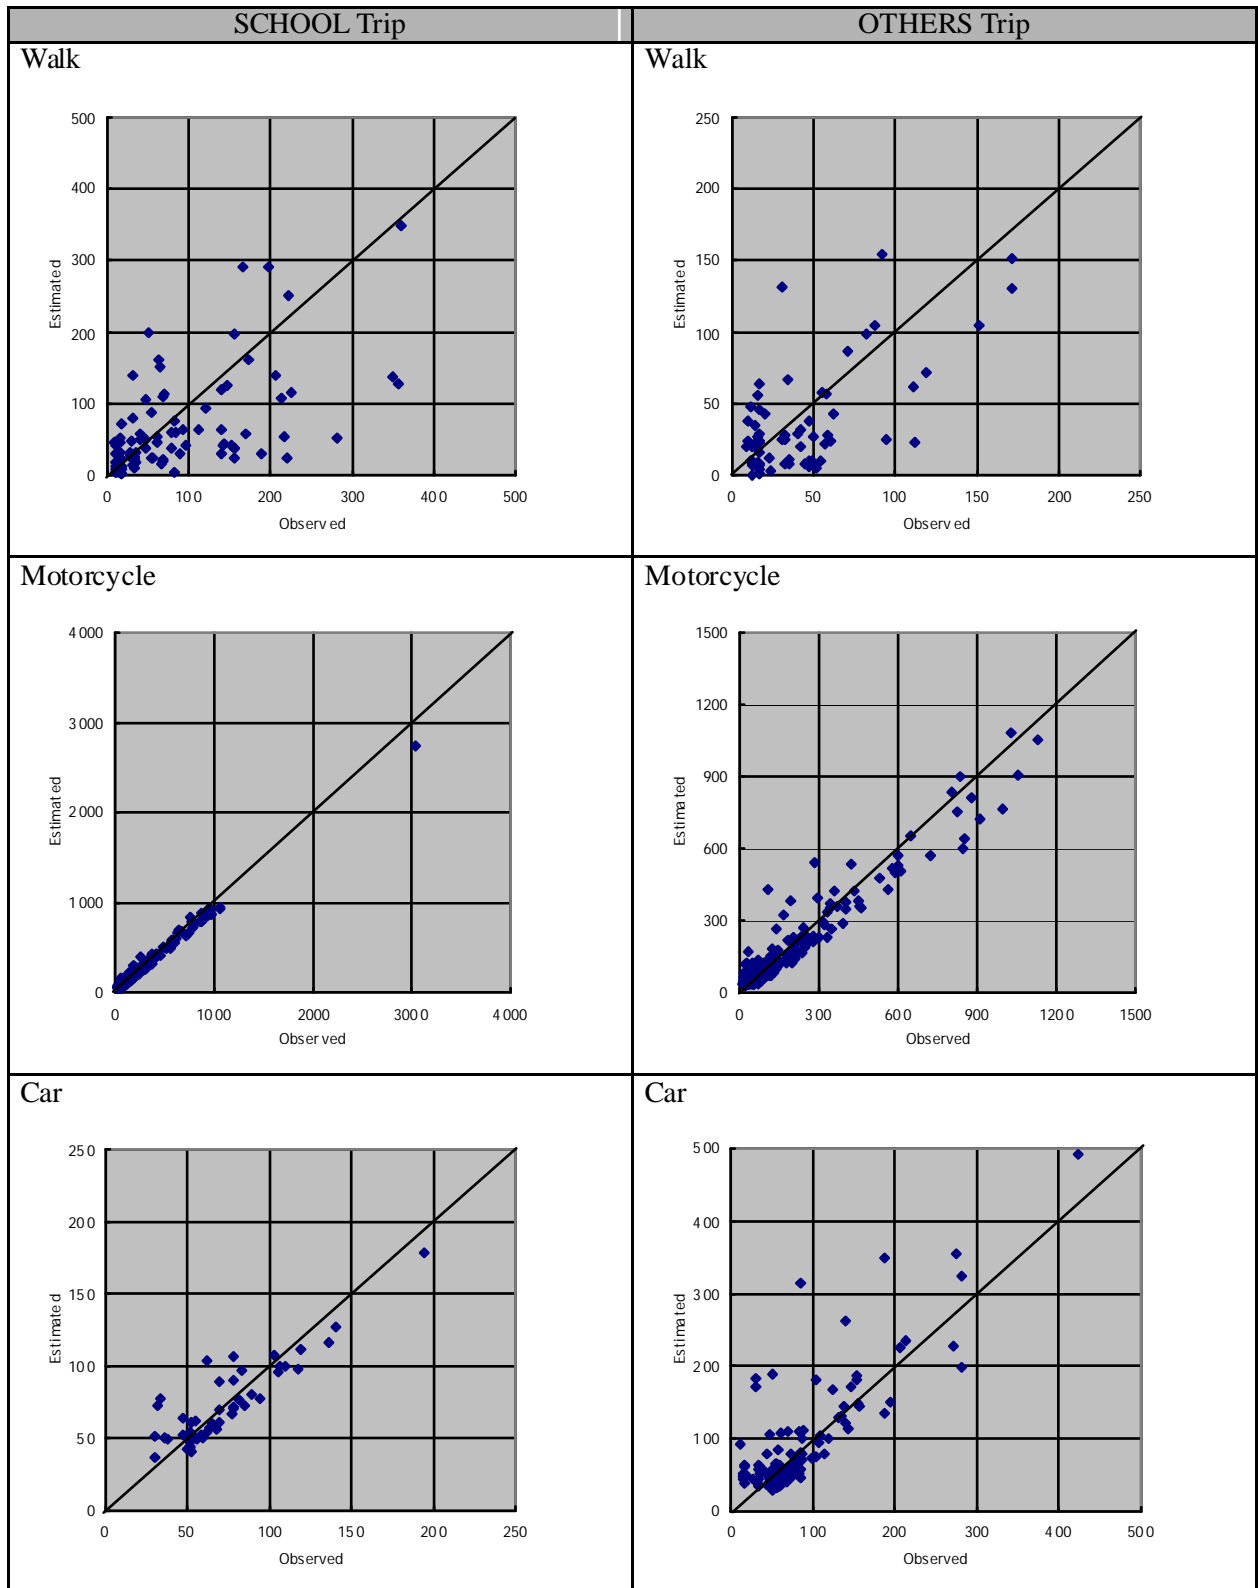 SCHOOL Trip
OTHERS Trip
Walk
500
400
300
200
100
0
0 100 200 300 400 500
Estimated
Observed
Walk
250
200
150
100
50
0
0 50 100 150 200 250
Estimated
Observed
Motorcycle
4000
3000
2000
1000
0
0 1000 2000 3000 4000
Estimated
Observed
Motorcycle
1500
1200
900
600
300
0
0 300 600 900 1200 1500
Estimated
Observed
Car
250
200
150
100
50
0
0 50 100 150 200 250
Estimated
Observed
Car
500
400
300
200
100
0
0 100 200 300 400 500
Estimated
Observed